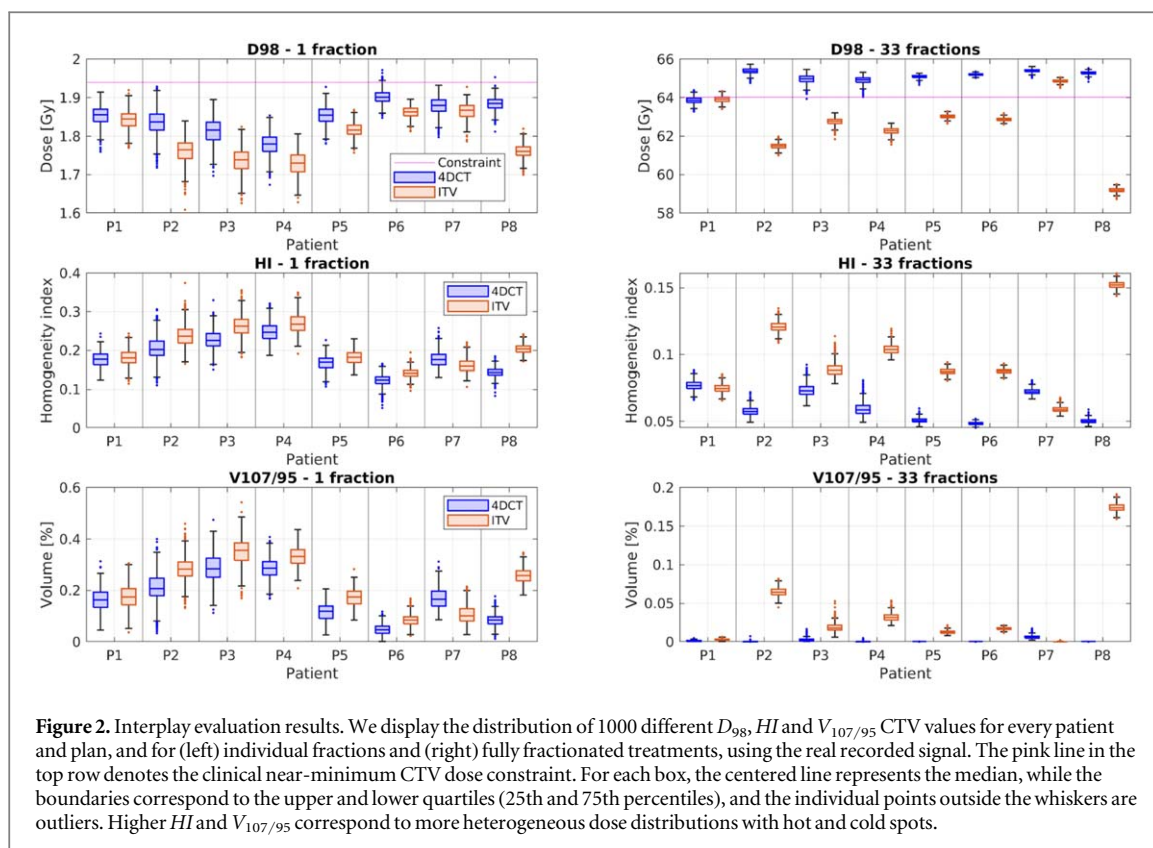 D98 - 1 fraction
2
1.9
1.8
1.7
1.6
Dose [Gy]
Constraint
4DCT
ITV
P1 P2 P3 P4 P5 P6 P7 P8
Patient
D98 - 33 fractions
66
64
62
60
58
Dose [Gy]
P1 P2 P3 P4 P5 P6 P7 P8
Patient
HI - 1 fraction
0.4
0.3
0.2
0.1
0
Homogeneity index
4DCT
ITV
P1 P2 P3 P4 P5 P6 P7 P8
Patient
HI - 33 fractions
0.15
0.1
0.05
Homogeneity index
P1 P2 P3 P4 P5 P6 P7 P8
Patient
V107/95 - 1 fraction
0.6
0.4
0.2
0
Volume [%]
4DCT
ITV
P1 P2 P3 P4 P5 P6 P7 P8
Patient
V107/95 - 33 fractions
0.2
0.15
0.1
0.05
0
Volume [%]
P1 P2 P3 P4 P5 P6 P7 P8
Patient
Figure 2. Interplay evaluation results. We display the distribution of 1000 different D98, HI and V107/95 CTV values for every patient
and plan, and for (left) individual fractions and (right) fully fractionated treatments, using the real recorded signal. The pink line in the
top row denotes the clinical near-minimum CTV dose constraint. For each box, the centered line represents the median, while the
boundaries correspond to the upper and lower quartiles (25th and 75th percentiles), and the individual points outside the whiskers are
outliers. Higher HI and V107/95 correspond to more heterogeneous dose distributions with hot and cold spots.